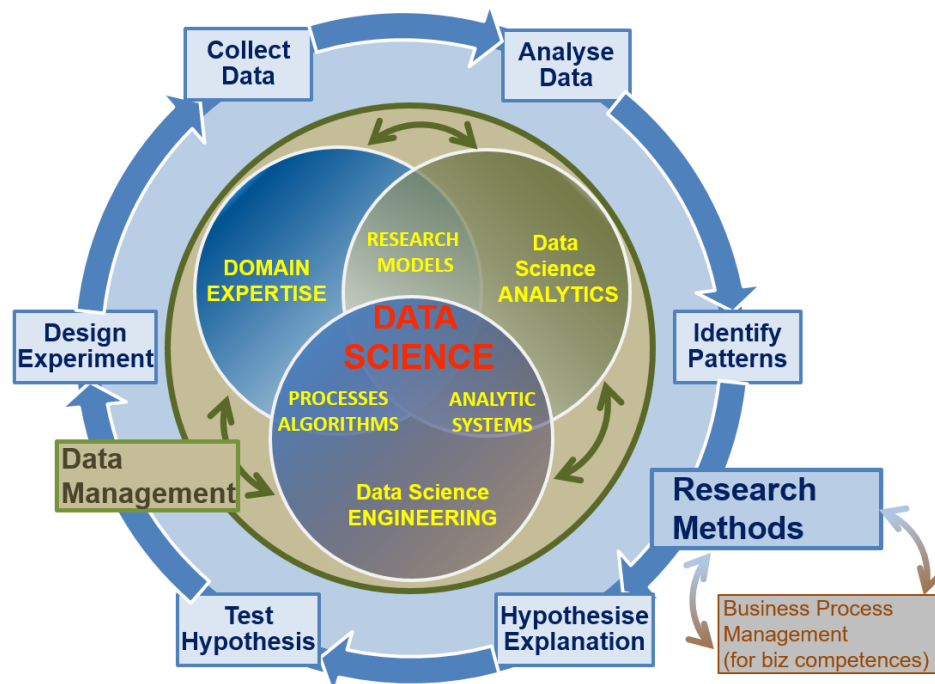 Collect
Data
Analyse
Data
RESEARCH
MODELS
Data
Science
ANALYTICS
DOMAIN
EXPERTISE
DATA
SCIENCE
Design
Experiment
Identify
Patterns
PROCESSES
ALGORITHMS
ANALYTIC
SYSTEMS
Data
Management
Data Science
ENGINEERING
Research
Methods
Test
Hypothesis
Hypothesise
Explanation
Business Process
Management
(for biz competences)